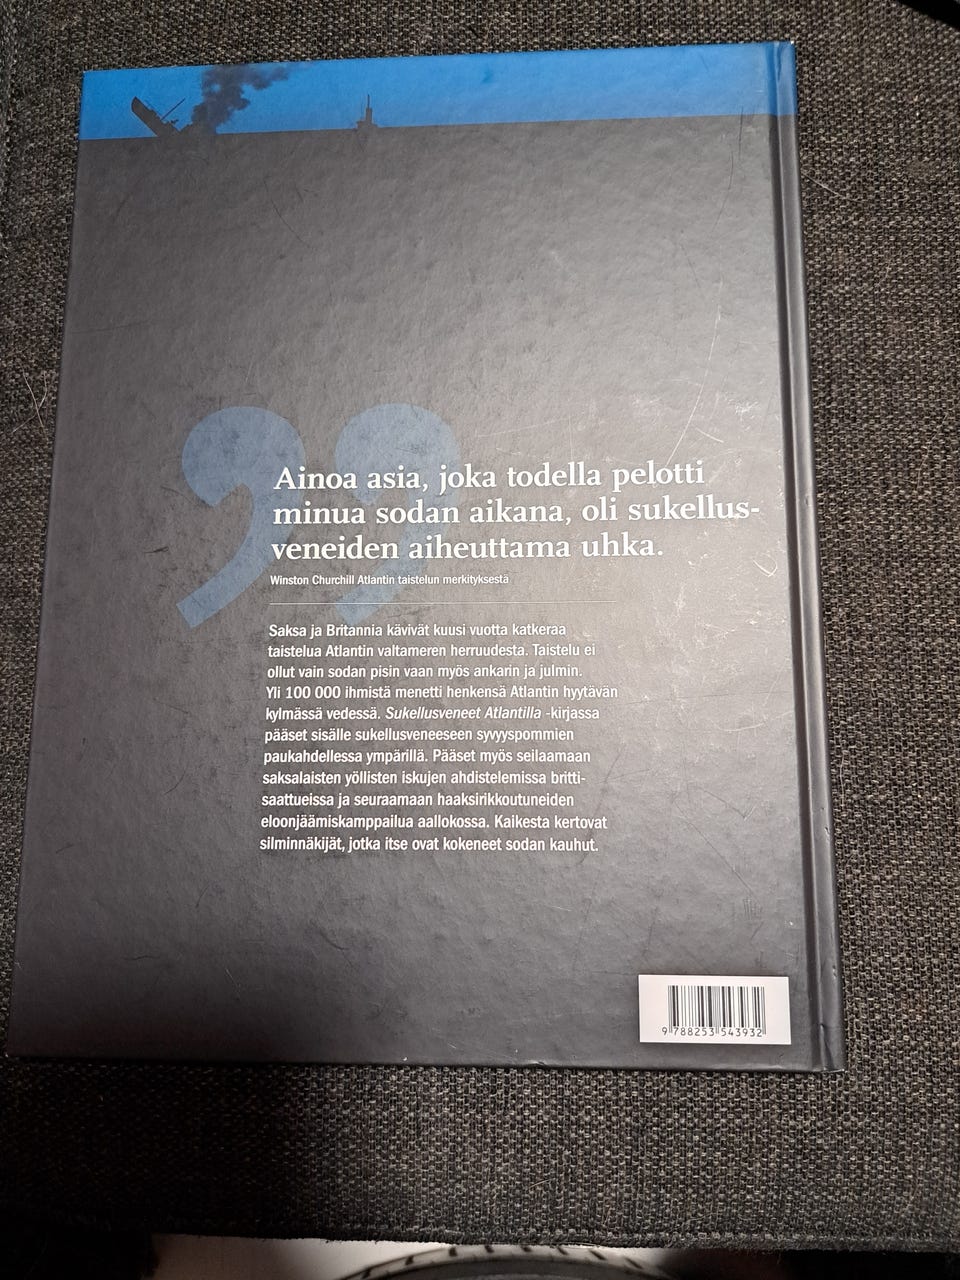 Ainoa asia, joka todella pelotti
minua sodan aikana, oli sukellus-
veneiden aiheuttama uhka.
Winston Churchill Atlantin taistelun merkityksestä
Saksa ja Britannia kävivät kuusi vuotta katkeraa
taistelua Atlantin valtameren herruudesta. Taistelu ei
ollut vain sodan pisin vaan myös ankarin ja julmin.
Yli 100 000 ihmistä menetti henkensä Atlantin hyytävän
kylmässä vedessä. Sukellusveneet Atlantilla -kirjassa
pääset sisälle sukellusveneeseen syvyyspommien
paukahdellessa ympärillä. Pääset myös seilaamaan
saksalaisten yöllisten iskujen ahdistelemissa britti-
saattueissa ja seuraamaan haaksirikkoutuneiden
eloonjäämiskamppailua aallokossa. Kaikesta kertovat
silminnäkijät, jotka itse ovat kokeneet sodan kauhut.
9 788253 543932